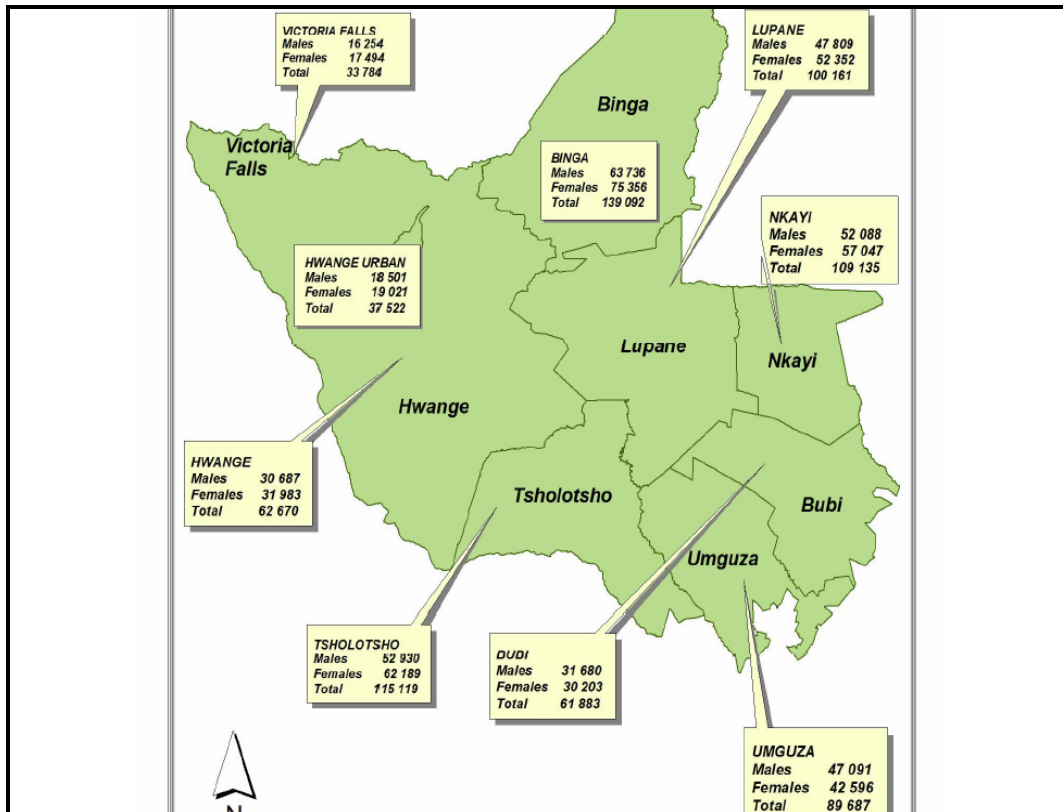 VICTORIA FALLS
Males 16 254
Females 17 494
Total 33 784
LUPANE
Males 47 809
Females 52 352
Total 100 161
Binga
Victoria
Falls
BINGA
Males 63 736
Females 75 356
Total 139 092
NKAYI
Males 52 088
Females 57 047
Total 109 135
HWANGE URBAN
Males 18 501
Females 19 021
Total 37 522
Lupane
Nkayi
Hwange
HWANGE
Males 30 687
Females 31 983
Total 62 670
Tsholotsho
Bubi
Umguza
TSHOLOTSHO
Males 52 930
Females 62 189
Total 115 119
BUBI
Males 31 680
Females 30 203
Total 61 883
UMGUZA
Males 47 091
Females 42 596
Total 89 687
N